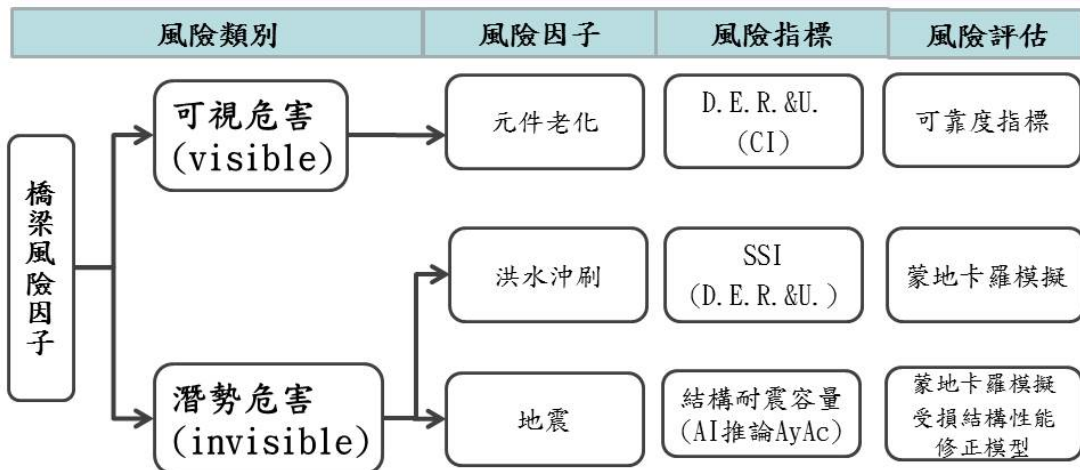 風險類別
風險因子
風險指標
風險評估
橋梁風險因子
可視危害
(visible)
元件老化
D.E.R.&U.
(CI)
可靠度指標
洪水沖刷
SSI
(D.E.R.&U.)
蒙地卡羅模擬
潛勢危害
(invisible)
地震
結構耐震容量
(AI推論AyAc)
蒙地卡羅模擬
受損結構性能
修正模型